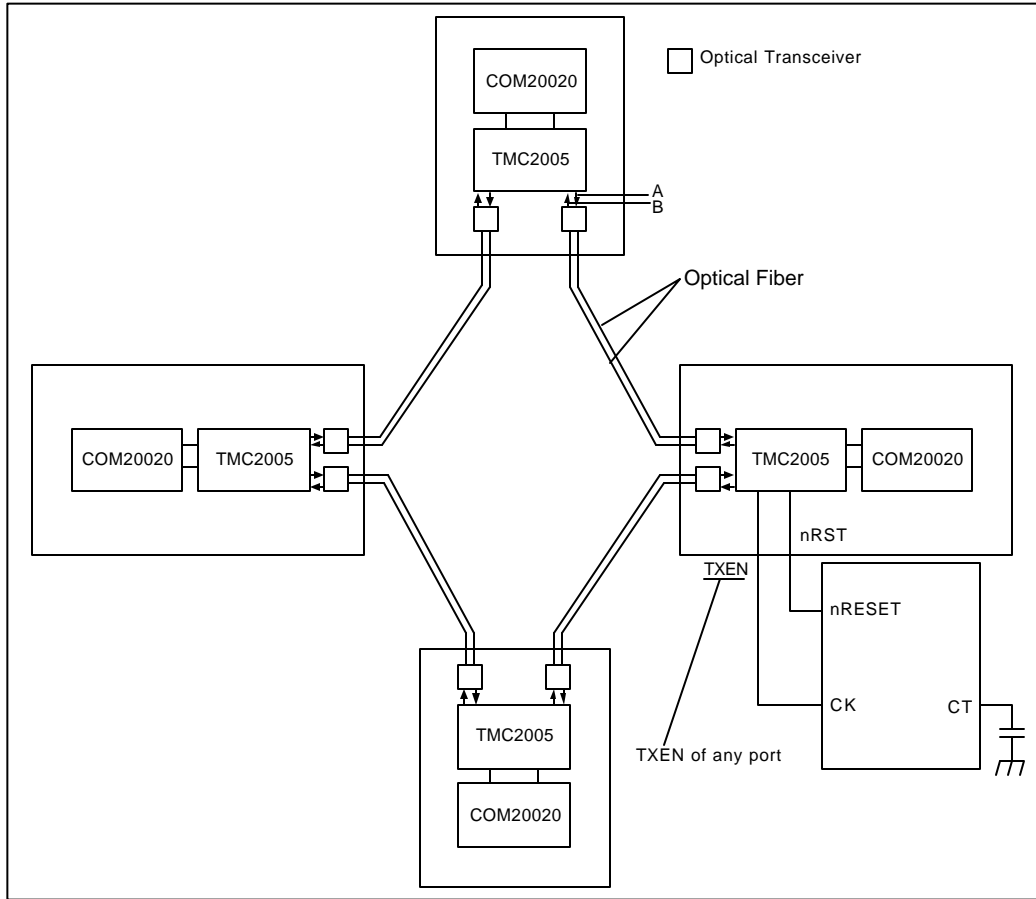 COM20020
Optical Transceiver
TMC2005
A
B
Optical Fiber
COM20020
TMC2005
TMC2005
COM20020
nRST
TXEN
nRESET
CK
CT
TMC2005
TXEN of any port
COM20020